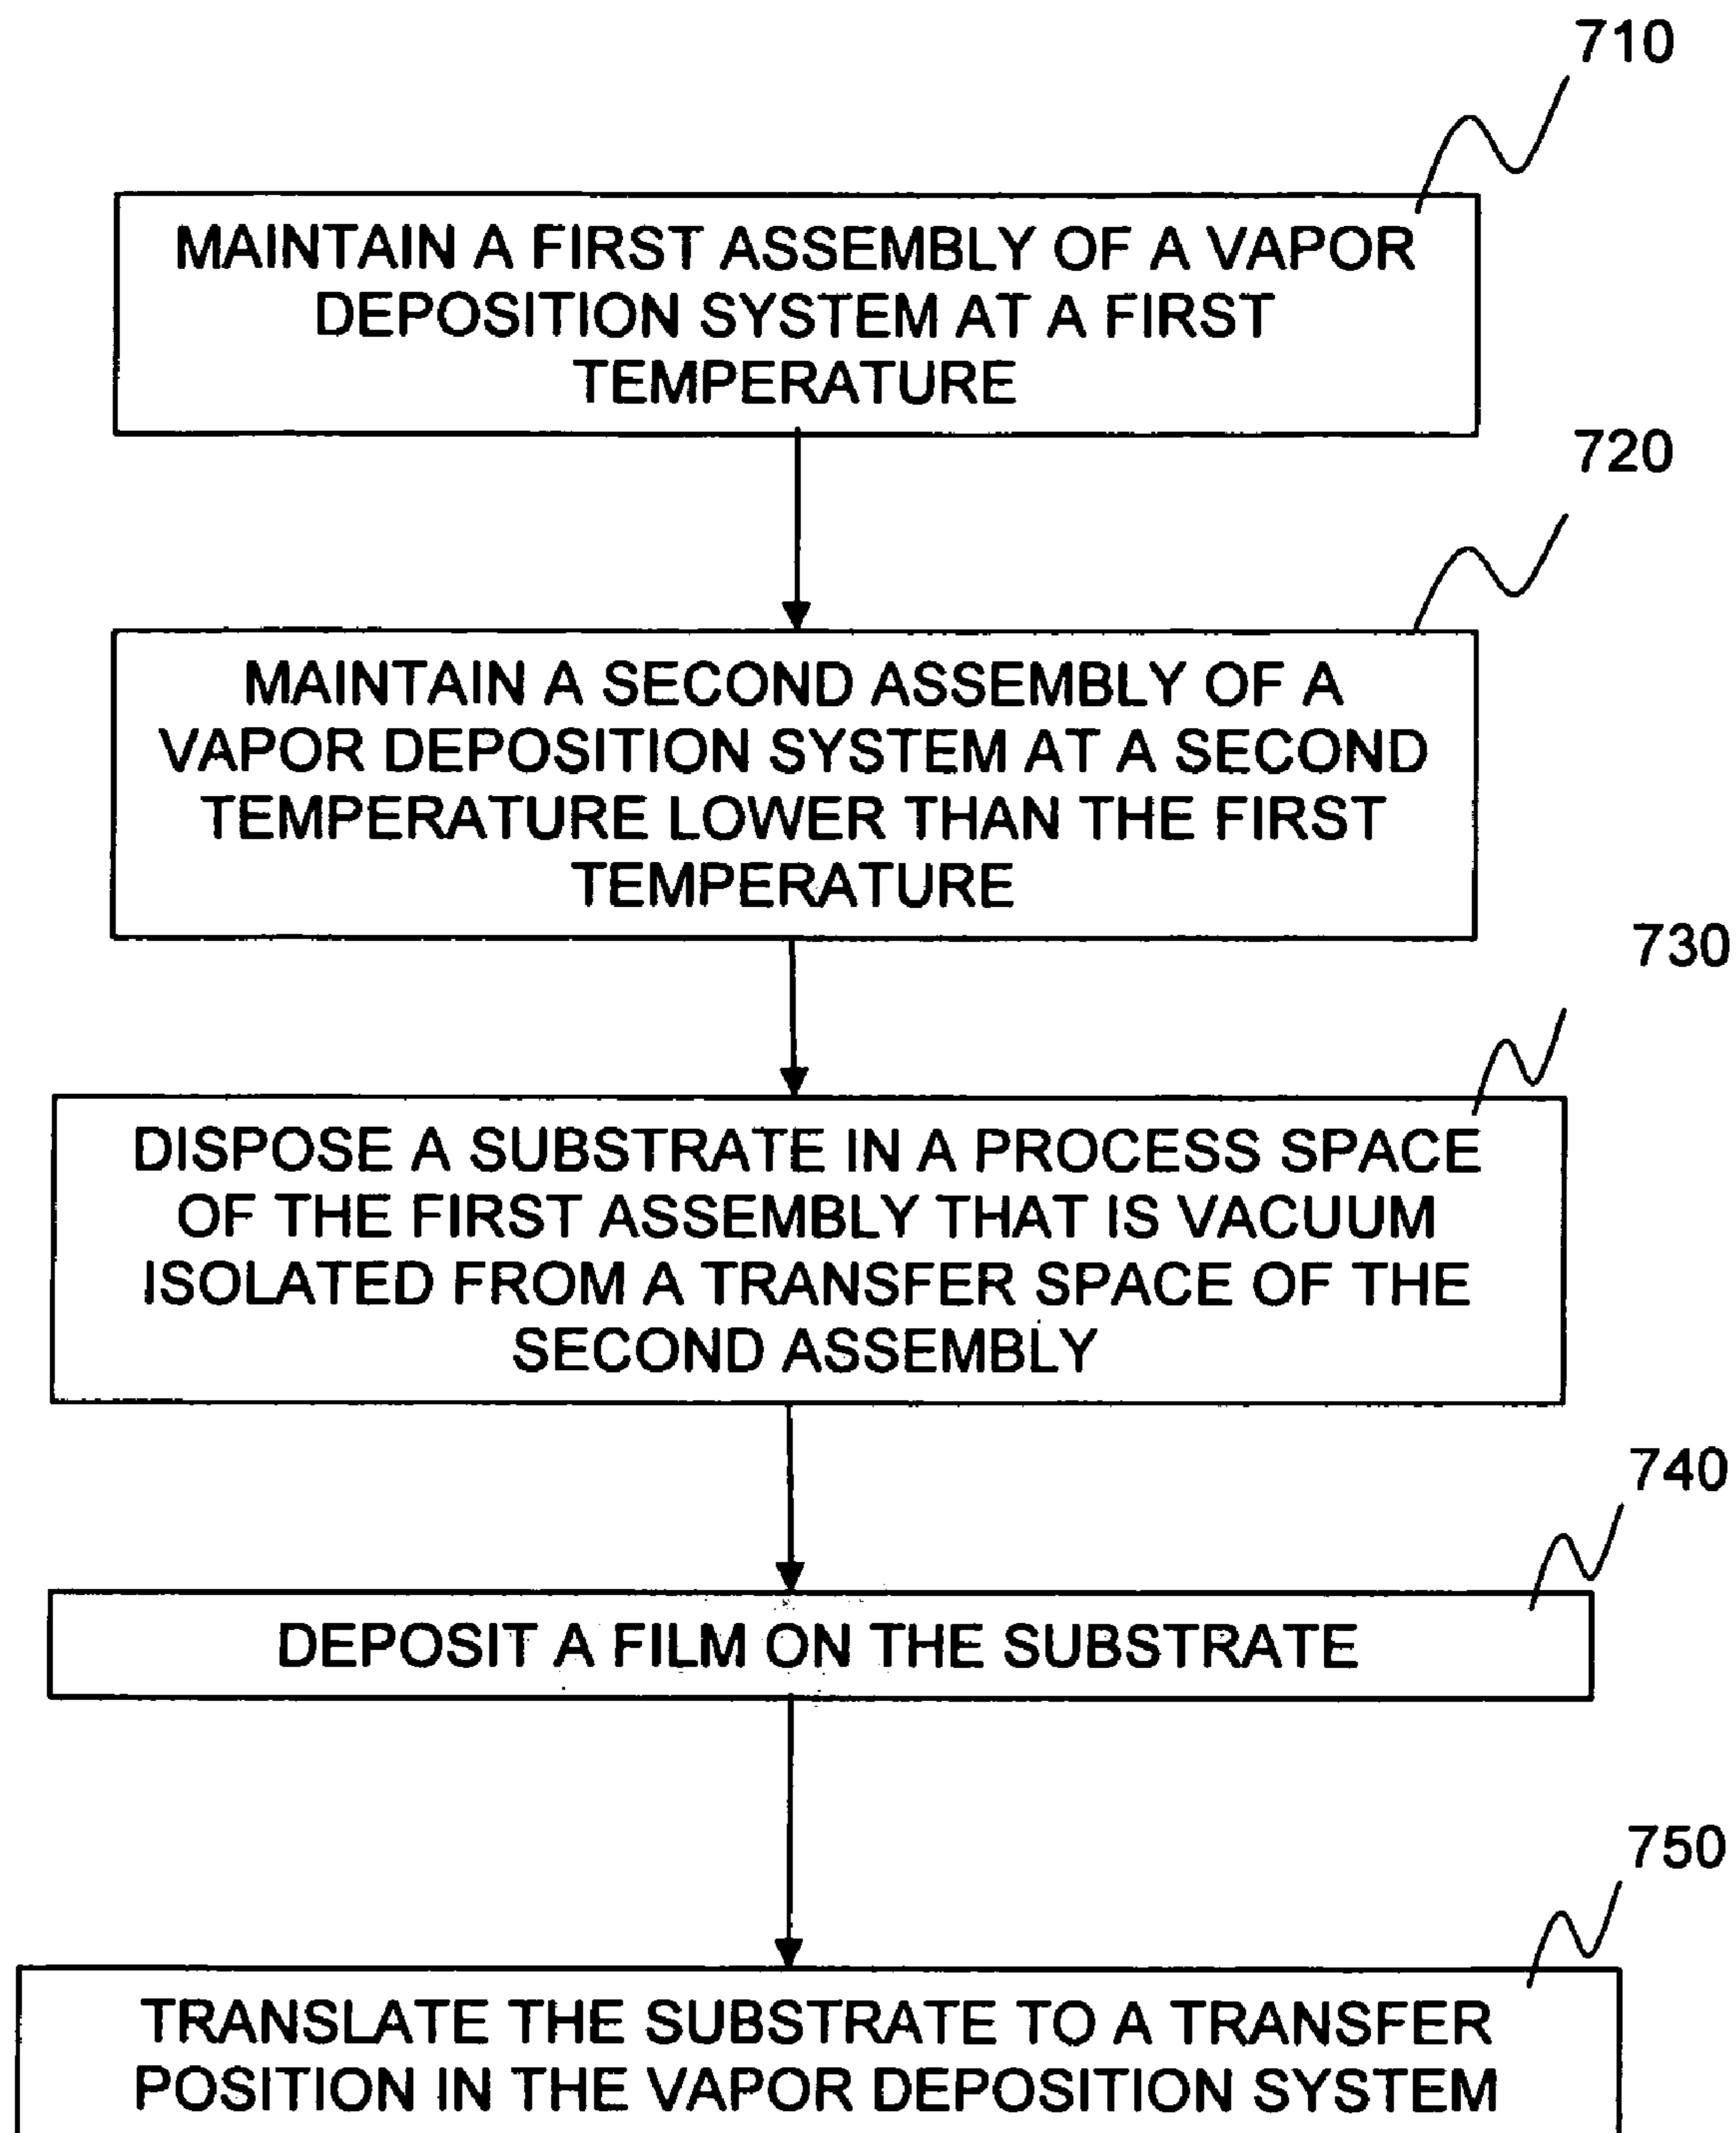 710
MAINTAIN A FIRST ASSEMBLY OF A VAPOR
DEPOSITION SYSTEM AT A FIRST
TEMPERATURE
720
MAINTAIN A SECOND ASSEMBLY OF A
VAPOR DEPOSITION SYSTEM AT A SECOND
TEMPERATURE LOWER THAN THE FIRST
TEMPERATURE
730
DISPOSE A SUBSTRATE IN A PROCESS SPACE
OF THE FIRST ASSEMBLY THAT IS VACUUM
ISOLATED FROM A TRANSFER SPACE OF THE
SECOND ASSEMBLY
740
DEPOSIT A FILM ON THE SUBSTRATE
750
TRANSLATE THE SUBSTRATE TO A TRANSFER
POSITION IN THE VAPOR DEPOSITION SYSTEM